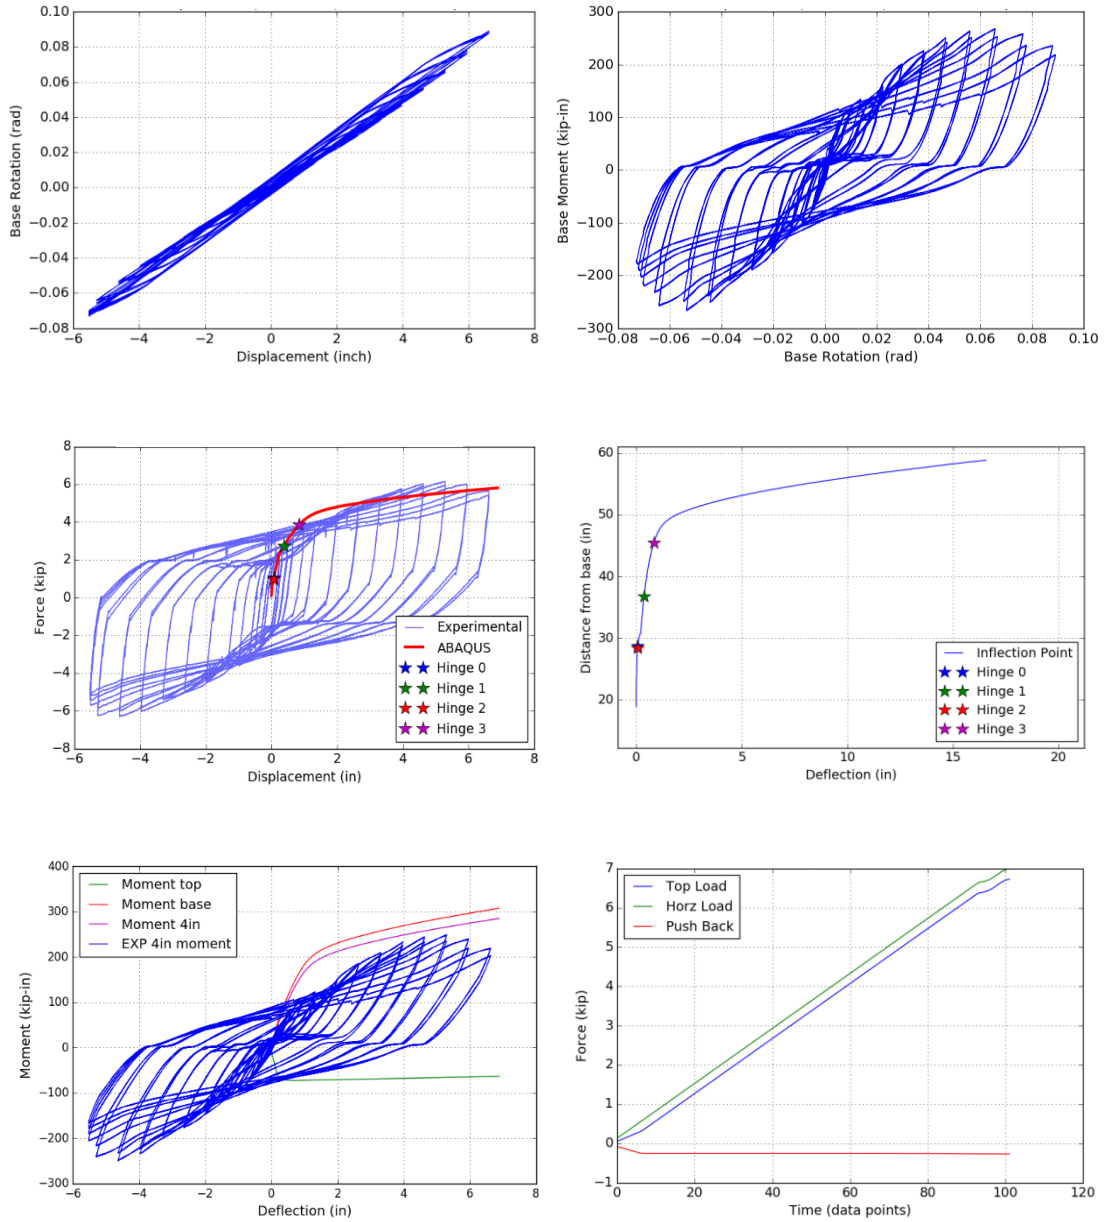 0.10
0.08
0.06
0.04
0.02
0.00
−0.02
−0.04
−0.06
−0.08
Base Rotation (rad)
−6 −4 −2 0 2 4 6 8
Displacement (inch)
300
200
100
0
−100
−200
−300
Base Moment (kip-in)
−0.08 −0.06 −0.04 −0.02 0.00 0.02 0.04 0.06 0.08 0.10
Base Rotation (rad)
8
6
4
2
0
−2
−4
−6
−8
Force (kip)
Experimental
ABAQUS
Hinge 0
Hinge 1
Hinge 2
Hinge 3
−6 −4 −2 0 2 4 6 8
Displacement (in)
60
50
40
30
20
Distance from base (in)
Inflection Point
Hinge 0
Hinge 1
Hinge 2
Hinge 3
0 5 10 15 20
Deflection (in)
400
300
200
100
0
−100
−200
−300
Moment (kip-in)
Moment top
Moment base
Moment 4in
EXP 4in moment
−6 −4 −2 0 2 4 6 8
Deflection (in)
7
6
5
4
3
2
1
0
−1
Force (kip)
Top Load
Horz Load
Push Back
0 20 40 60 80 100 120
Time (data points)